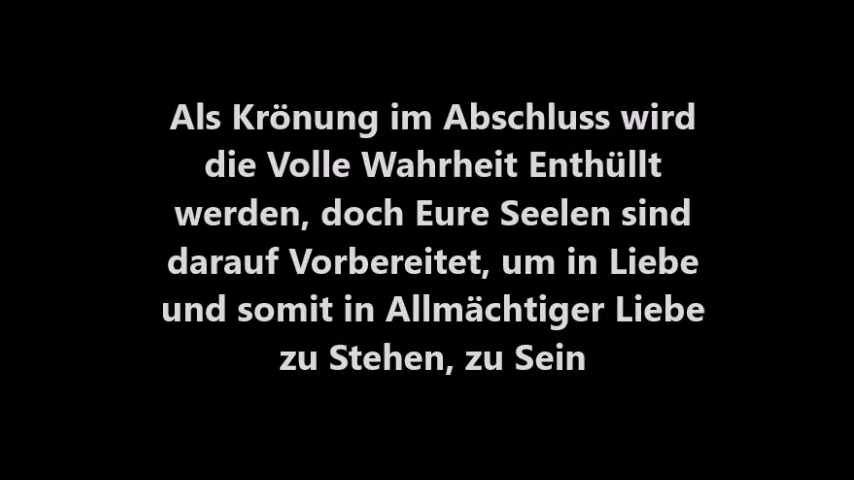 Als Krönung im Abschluss wird
die Volle Wahrheit Enthüllt
werden, doch Eure Seelen sind
darauf Vorbereitet, um in Liebe
und somit in Allmächtiger Liebe
zu Stehen, zu Sein